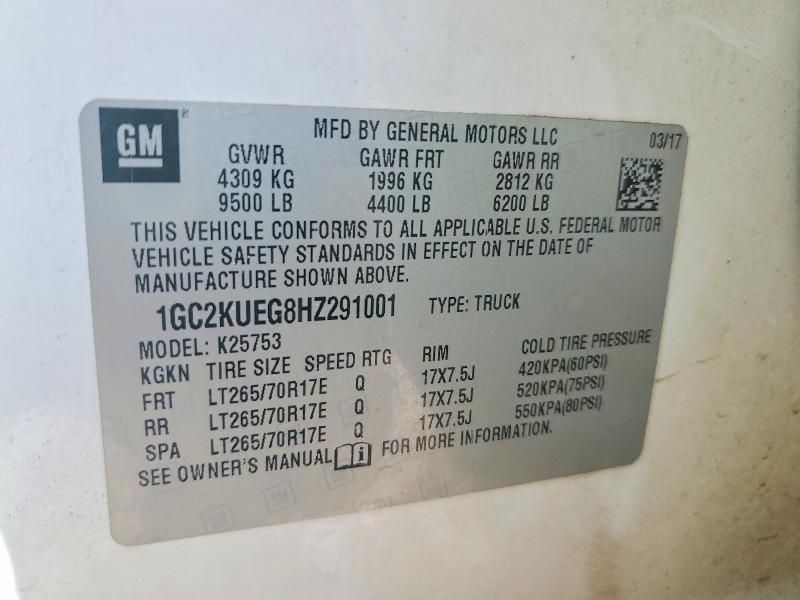 GM ®
MFD BY GENERAL MOTORS LLC 03/17
GVWR GAWR FRT GAWR RR
4309 KG 1996 KG 2812 KG
9500 LB 4400 LB 6200 LB
THIS VEHICLE CONFORMS TO ALL APPLICABLE U.S. FEDERAL MOTOR
VEHICLE SAFETY STANDARDS IN EFFECT ON THE DATE OF
MANUFACTURE SHOWN ABOVE.
1GC2KUEG8HZ291001 TYPE: TRUCK
MODEL: K25753
KGKN TIRE SIZE SPEED RTG RIM COLD TIRE PRESSURE
FRT LT265/70R17E Q 17X7.5J 420KPA(60PSI)
RR LT265/70R17E Q 17X7.5J 520KPA(75PSI)
SPA LT265/70R17E Q 17X7.5J 550KPA(80PSI)
SEE OWNER'S MANUAL FOR MORE INFORMATION.